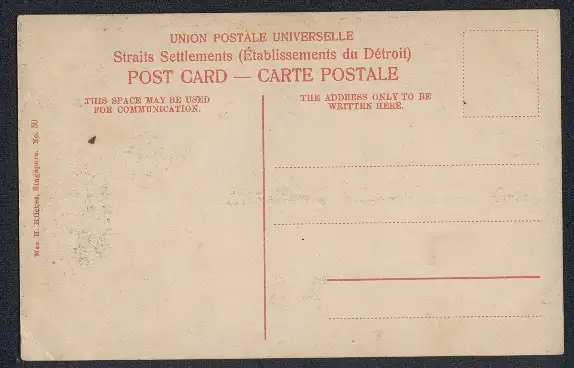 UNION POSTALE UNIVERSELLE
Straits Settlements (Établissements du Détroit)
POST CARD — CARTE POSTALE
THIS SPACE MAY BE USED
FOR COMMUNICATION.
THE ADDRESS ONLY TO BE
WRITTEN HERE.
Max H. Hilckes, Singapore. No. 50